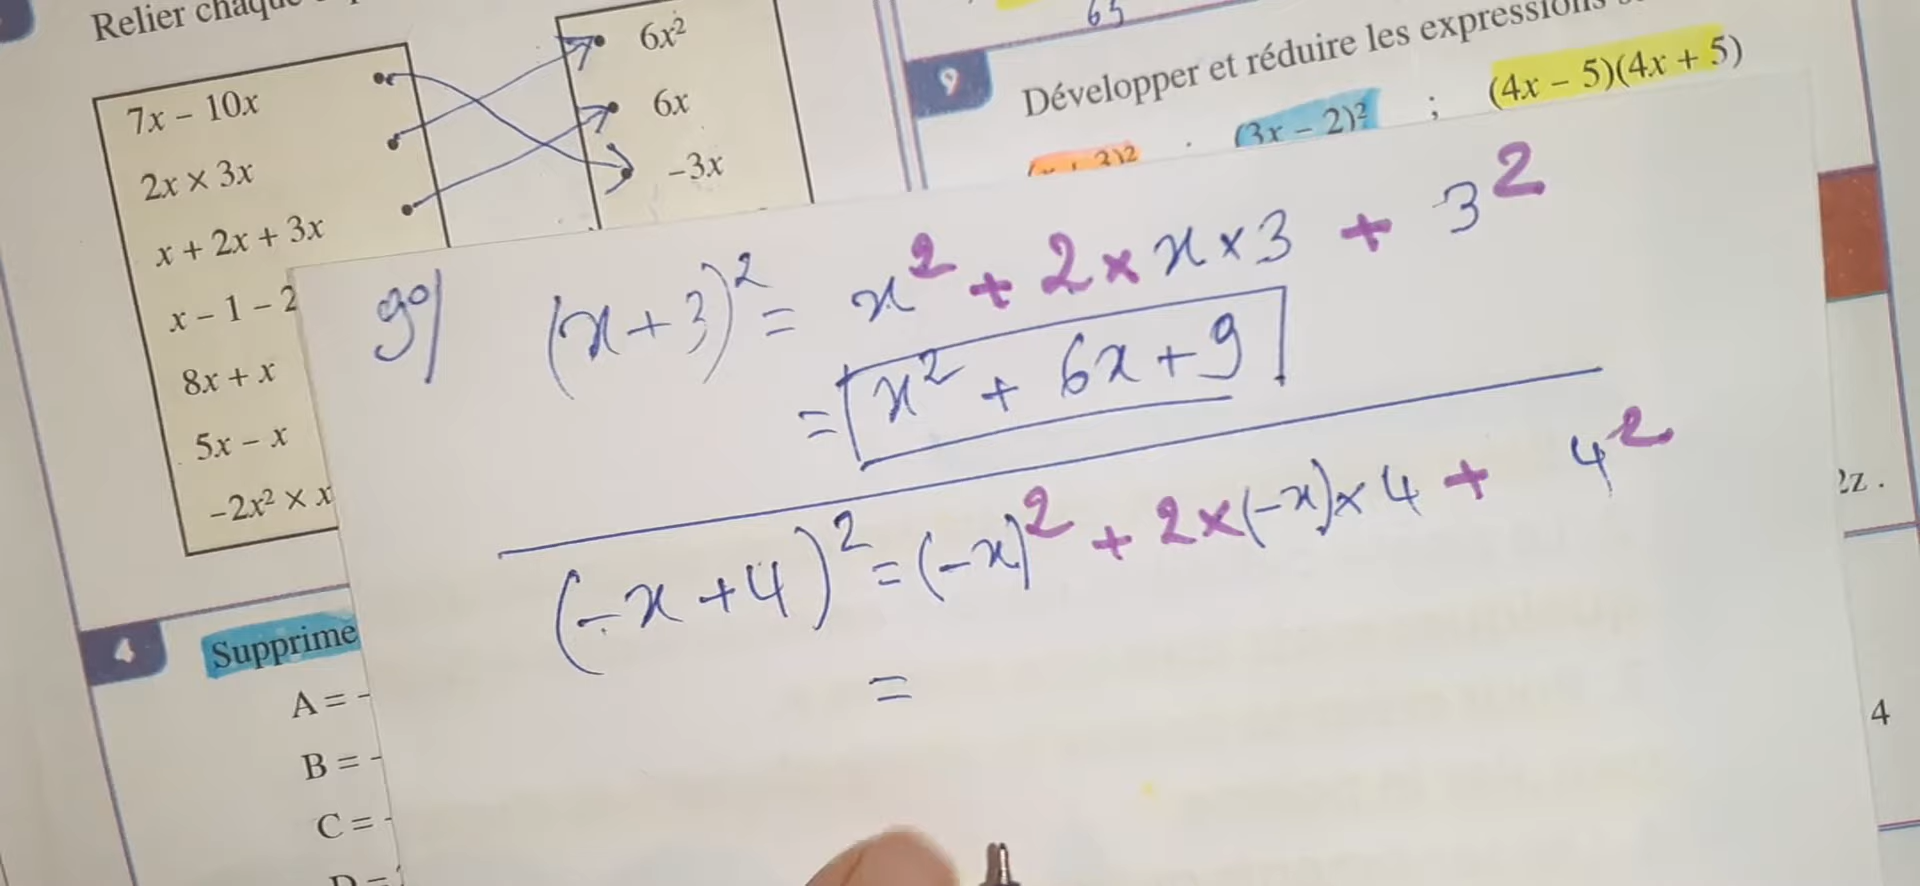 Relier
7x – 10x
2x × 3x
x + 2x + 3x
x – 1 – 2
8x + x
5x – x
–2x² × x
6x²
6x
–3x
4
Supprime
A = -
B = -
C = -
65
9
Développer et réduire les expressions
(3x – 2)² ; (4x – 5)(4x + 5)
9°/ (x+3)² = x² + 2×x×3 + 3²
= x² + 6x + 9
(-x+4)² = (-x)² + 2×(-x)×4 + 4²
=
2z .
4